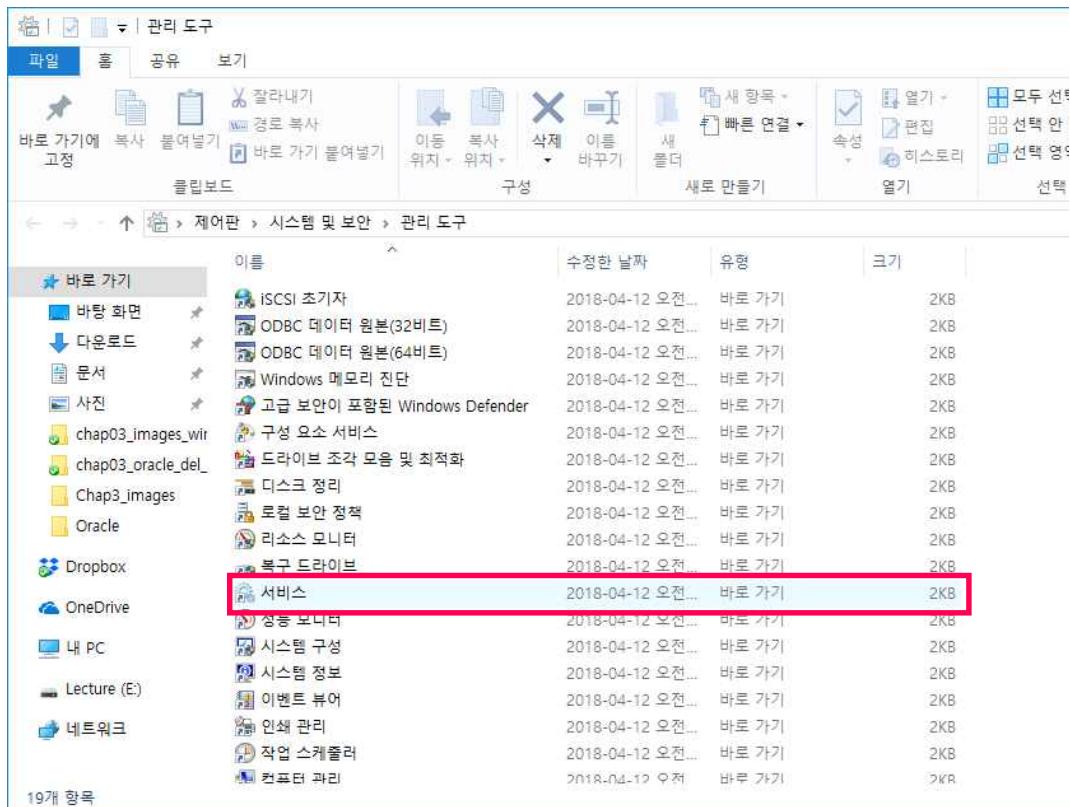 관리 도구
파일 홈 공유 보기
바로 가기에 고정
복사
붙여넣기
잘라내기
경로 복사
바로 가기 붙여넣기
클립보드
이동 위치
복사 위치
삭제
이름 바꾸기
구성
새 폴더
새 항목
빠른 연결
새로 만들기
속성
열기
편집
히스토리
열기
모두 선택
선택 안
선택 영역
선택
제어판 › 시스템 및 보안 › 관리 도구
바로 가기
바탕 화면
다운로드
문서
사진
chap03_images_wir
chap03_oracle_del_
Chap3_images
Oracle
Dropbox
OneDrive
내 PC
Lecture (E:)
네트워크
이름 수정한 날짜 유형 크기
iSCSI 초기자 2018-04-12 오전... 바로 가기 2KB
ODBC 데이터 원본(32비트) 2018-04-12 오전... 바로 가기 2KB
ODBC 데이터 원본(64비트) 2018-04-12 오전... 바로 가기 2KB
Windows 메모리 진단 2018-04-12 오전... 바로 가기 2KB
고급 보안이 포함된 Windows Defender 2018-04-12 오전... 바로 가기 2KB
구성 요소 서비스 2018-04-12 오전... 바로 가기 2KB
드라이브 조각 모음 및 최적화 2018-04-12 오전... 바로 가기 2KB
디스크 정리 2018-04-12 오전... 바로 가기 2KB
로컬 보안 정책 2018-04-12 오전... 바로 가기 2KB
리소스 모니터 2018-04-12 오전... 바로 가기 2KB
복구 드라이브 2018-04-12 오전... 바로 가기 2KB
서비스 2018-04-12 오전... 바로 가기 2KB
성능 모니터 2018-04-12 오전... 바로 가기 2KB
시스템 구성 2018-04-12 오전... 바로 가기 2KB
시스템 정보 2018-04-12 오전... 바로 가기 2KB
이벤트 뷰어 2018-04-12 오전... 바로 가기 2KB
인쇄 관리 2018-04-12 오전... 바로 가기 2KB
작업 스케줄러 2018-04-12 오전... 바로 가기 2KB
컴퓨터 관리 2018-04-12 오전... 바로 가기 2KB
19개 항목